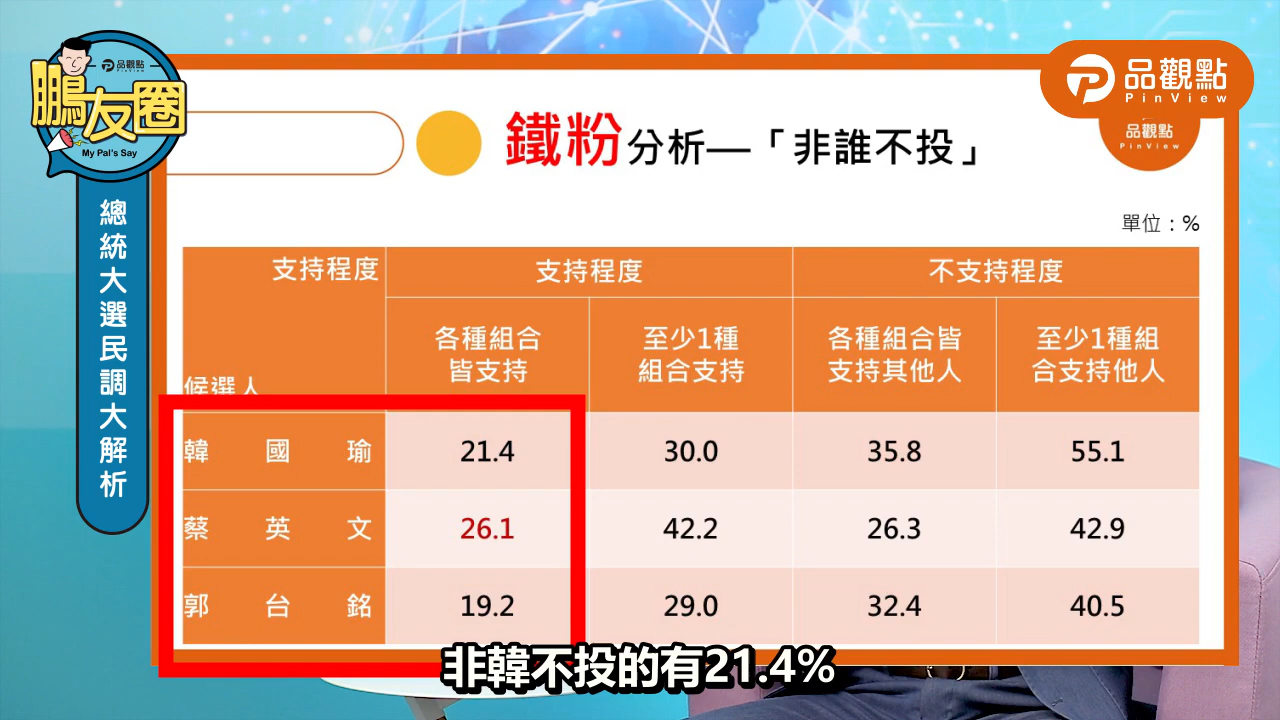 品觀點
PinView
鵬友圈
My Pal's Say
總統大選民調大解析
品觀點
PinView
品觀點
PinView
鐵粉分析—「非誰不投」
單位：%
支持程度
候選人
支持程度
不支持程度
各種組合
皆支持
至少1種
組合支持
各種組合皆
支持其他人
至少1種組
合支持他人
韓國瑜 21.4 30.0 35.8 55.1
蔡英文 26.1 42.2 26.3 42.9
郭台銘 19.2 29.0 32.4 40.5
非韓不投的有21.4%